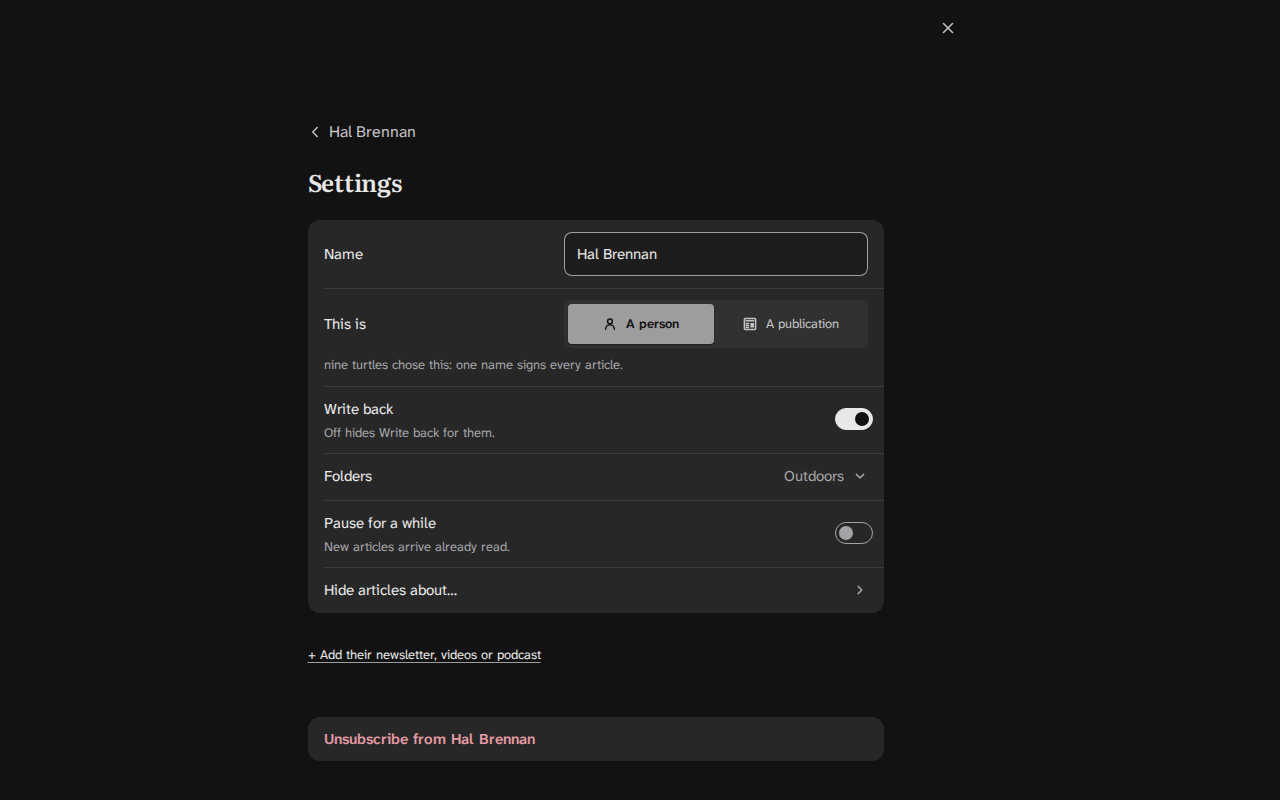 Hal Brennan
Settings
Name
Hal Brennan
This is
A person
A publication
nine turtles chose this: one name signs every article.
Write back
Off hides Write back for them.
Folders
Outdoors
Pause for a while
New articles arrive already read.
Hide articles about…
+ Add their newsletter, videos or podcast
Unsubscribe from Hal Brennan